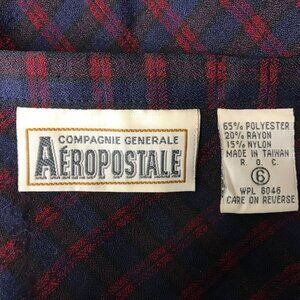 COMPAGNIE GENERALE
AÉROPOSTALE
65% POLYESTER
20% RAYON
15% NYLON
MADE IN TAIWAN
R. O. C.
6
WPL 8046
CARE ON REVERSE